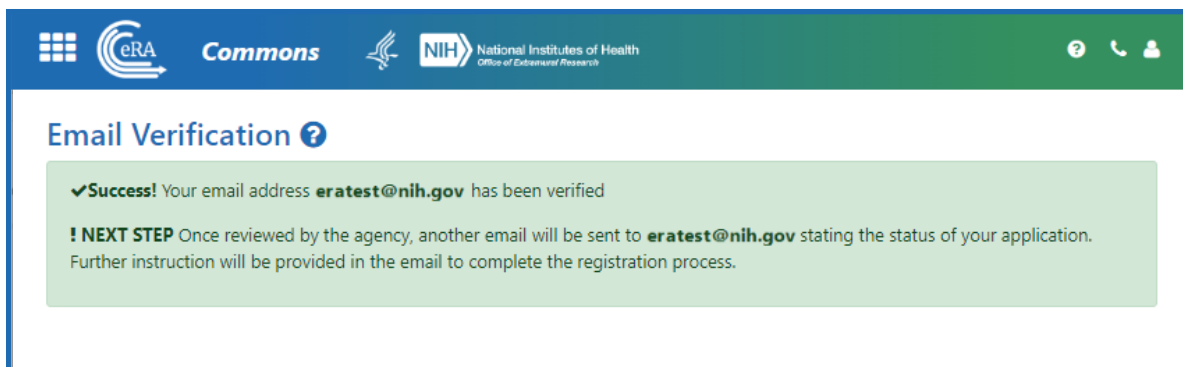 eRA Commons NIH National Institutes of Health
Office of Extramural Research
Email Verification ?
✔Success! Your email address eratest@nih.gov has been verified
! NEXT STEP Once reviewed by the agency, another email will be sent to eratest@nih.gov stating the status of your application.
Further instruction will be provided in the email to complete the registration process.